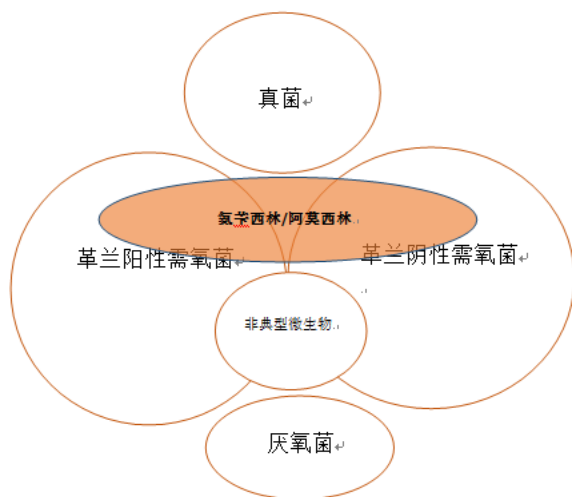 真菌
氨苄西林/阿莫西林
革兰阳性需氧菌
革兰阴性需氧菌
非典型微生物
厌氧菌